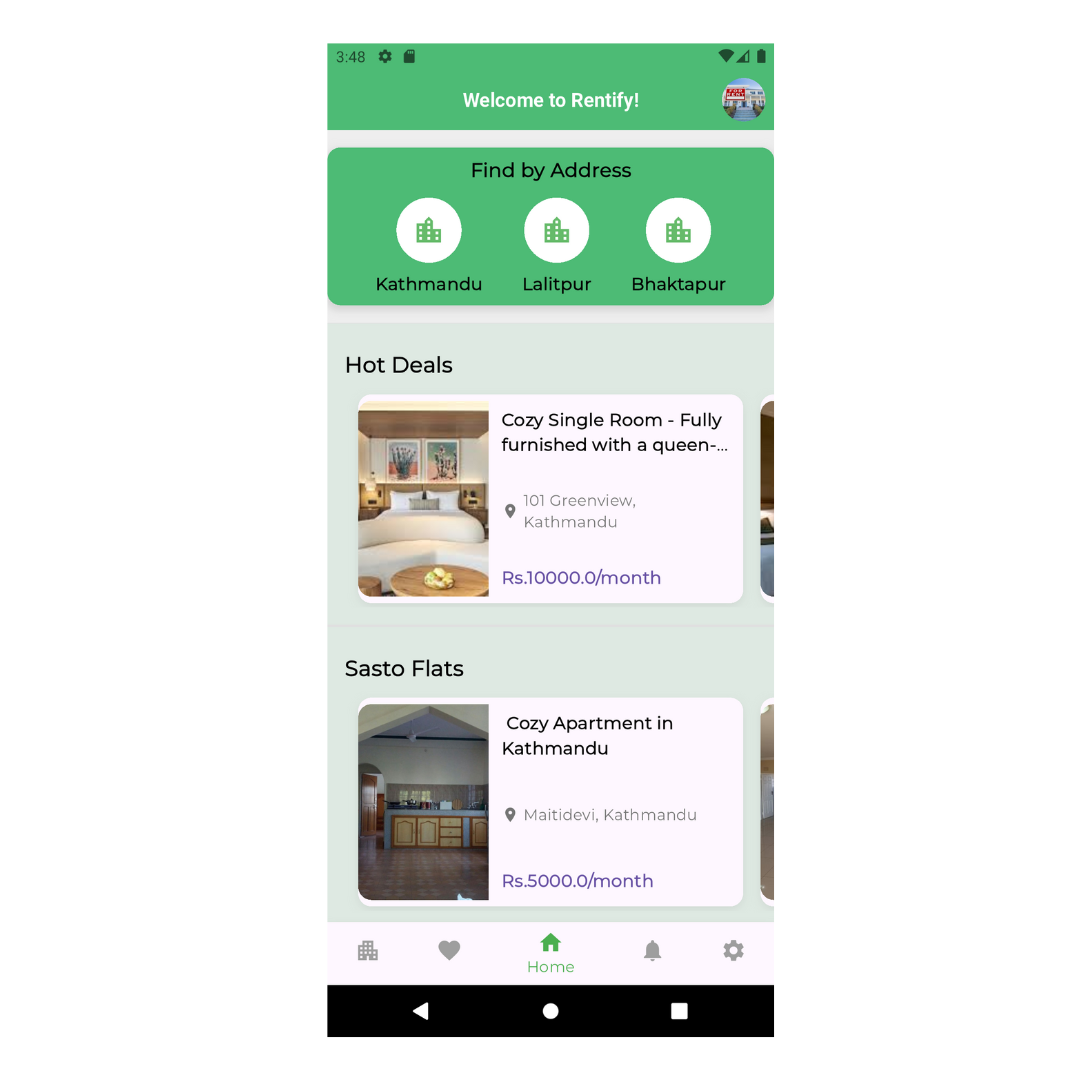 3:48
Welcome to Rentify!
FOR
RENT
Find by Address
Kathmandu
Lalitpur
Bhaktapur
Hot Deals
Cozy Single Room - Fully
furnished with a queen-...
101 Greenview,
Kathmandu
Rs.10000.0/month
Sasto Flats
Cozy Apartment in
Kathmandu
Maitidevi, Kathmandu
Rs.5000.0/month
Home